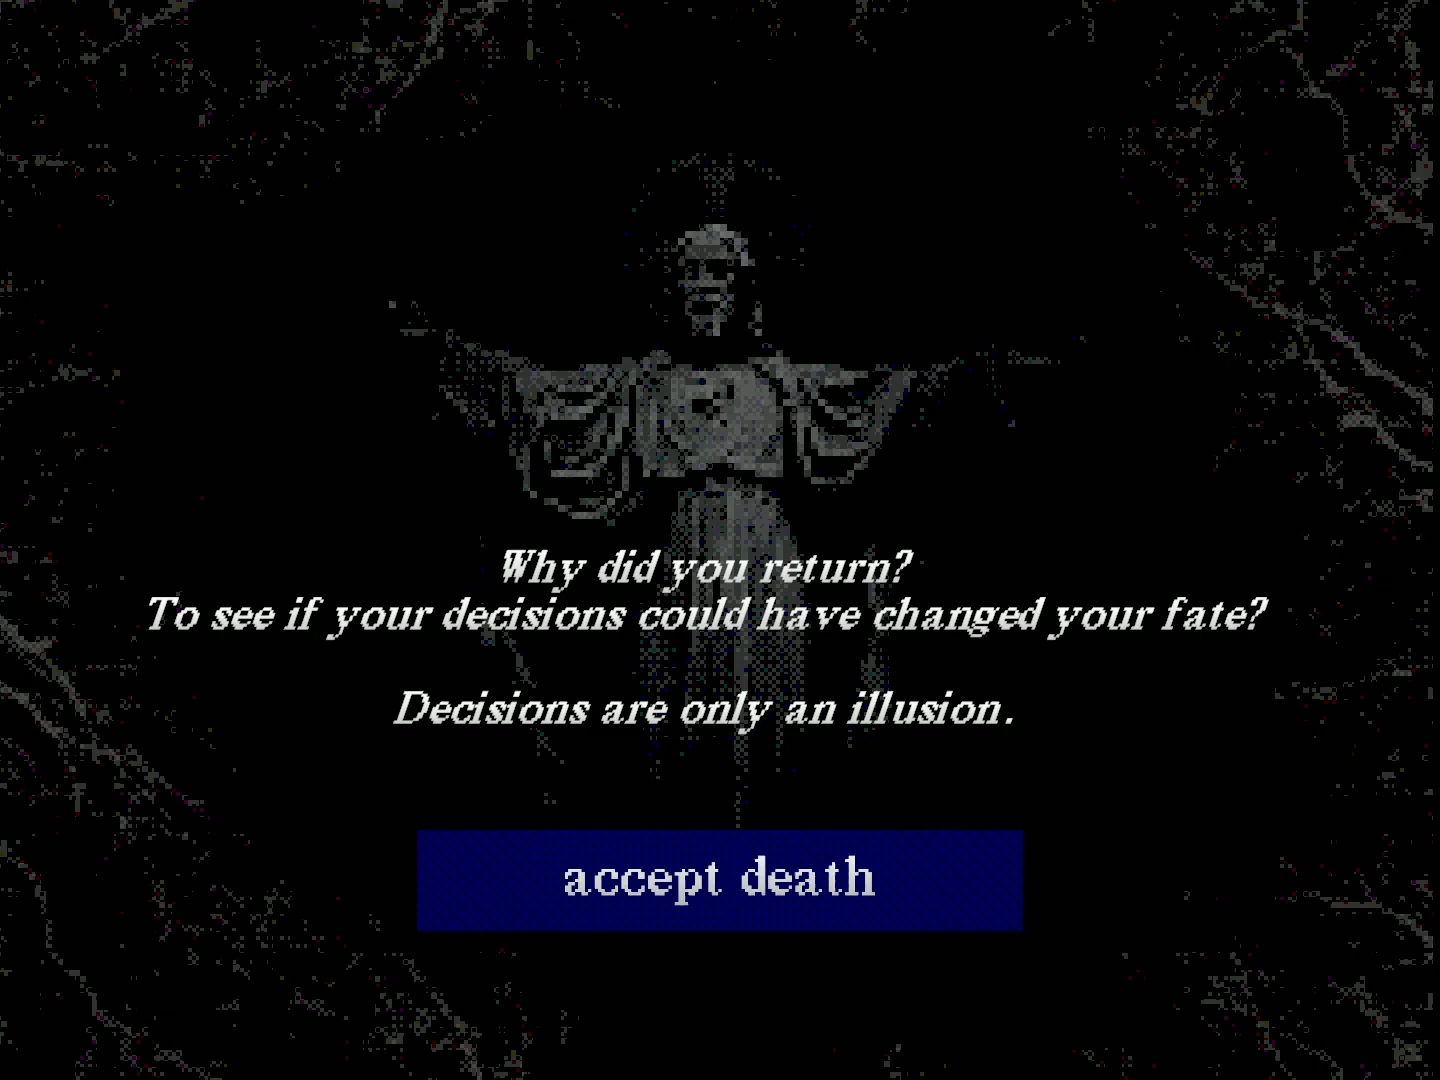 Why did you return?
To see if your decisions could have changed your fate?
Decisions are only an illusion.
accept death